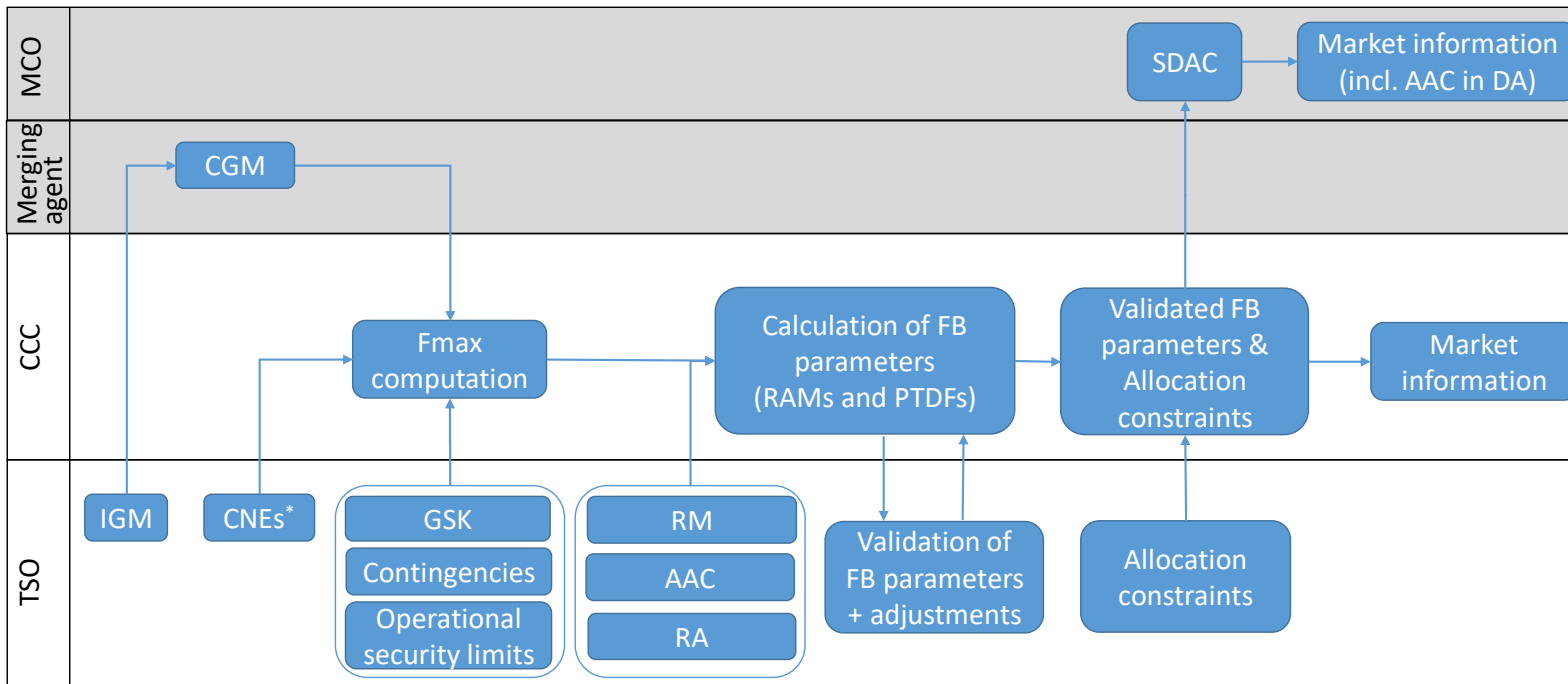 MCO
SDAC
Market information
(incl. AAC in DA)
Merging
agent
CGM
CCC
Fmax
computation
Calculation of FB
parameters
(RAMs and PTDFs)
Validated FB
parameters &
Allocation
constraints
Market
information
TSO
IGM
CNEs*
GSK
Contingencies
Operational
security limits
RM
AAC
RA
Validation of
FB parameters
+ adjustments
Allocation
constraints